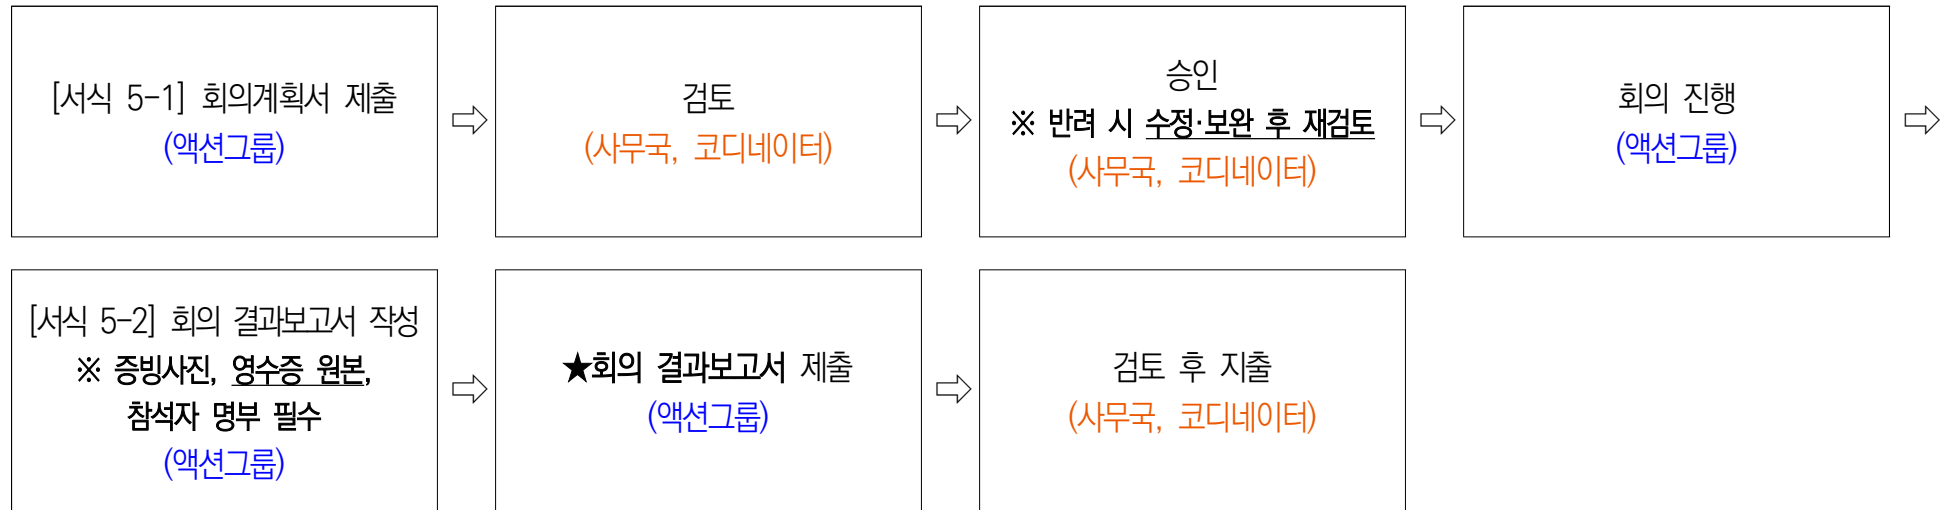 [서식 5-1] 회의계획서 제출
(액션그룹)
⇨
검토
(사무국, 코디네이터)
⇨
승인
※ 반려 시 수정·보완 후 재검토
(사무국, 코디네이터)
⇨
회의 진행
(액션그룹)
⇨
[서식 5-2] 회의 결과보고서 작성
※ 증빙사진, 영수증 원본,
참석자 명부 필수
(액션그룹)
⇨
★회의 결과보고서 제출
(액션그룹)
⇨
검토 후 지출
(사무국, 코디네이터)